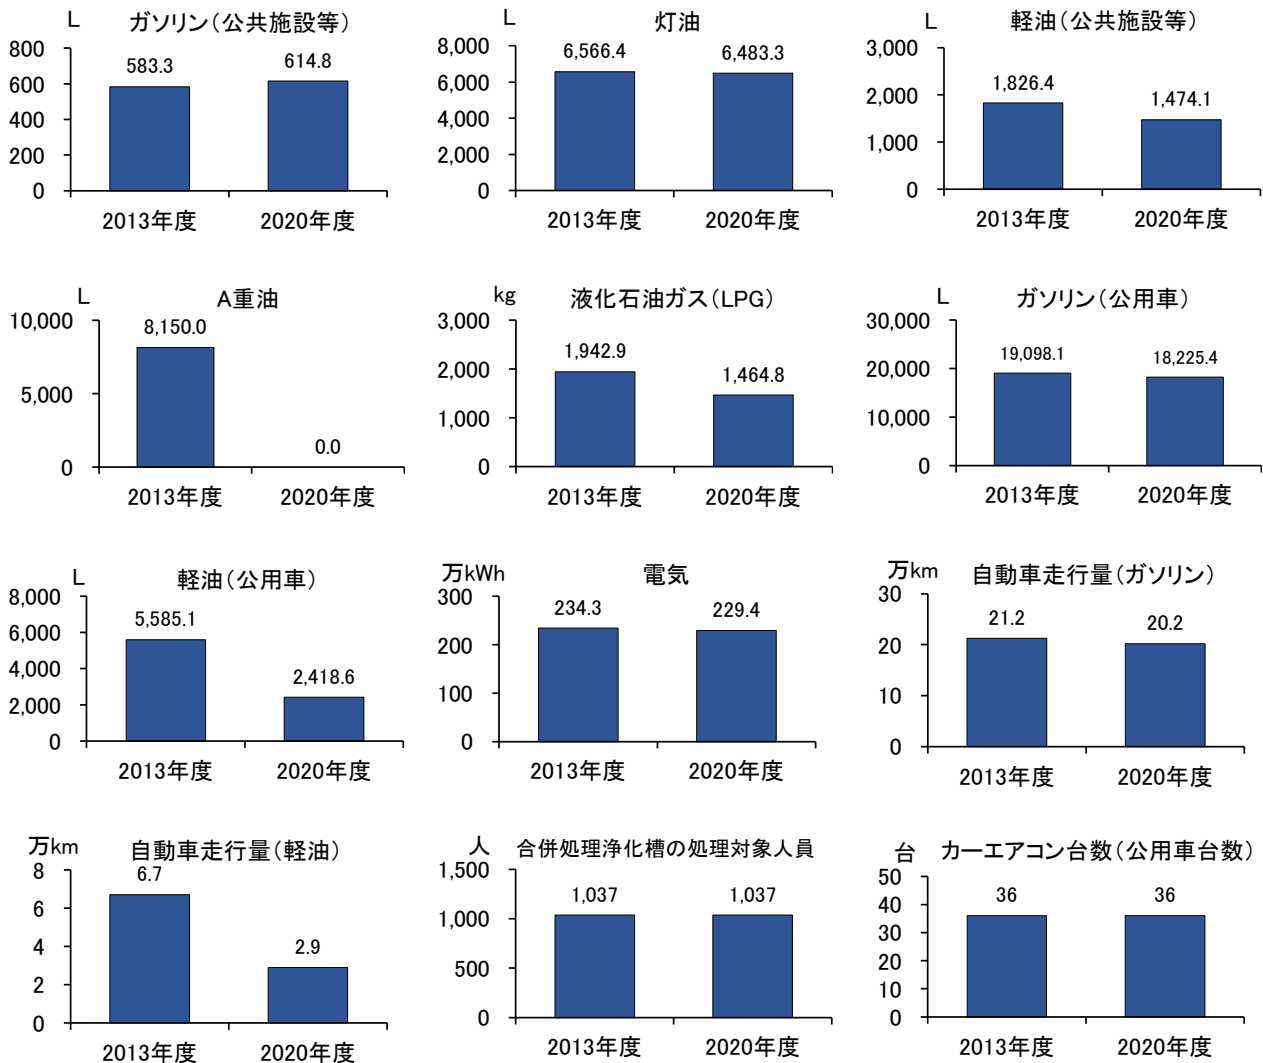 L
ガソリン（公共施設等）
800
600
400
200
0
583.3
614.8
2013年度
2020年度
L
灯油
8,000
6,000
4,000
2,000
0
6,566.4
6,483.3
2013年度
2020年度
L
軽油（公共施設等）
3,000
2,000
1,000
0
1,826.4
1,474.1
2013年度
2020年度
L
A重油
10,000
5,000
0
8,150.0
0.0
2013年度
2020年度
kg
液化石油ガス（LPG）
3,000
2,000
1,000
0
1,942.9
1,464.8
2013年度
2020年度
L
ガソリン（公用車）
30,000
20,000
10,000
0
19,098.1
18,225.4
2013年度
2020年度
L
軽油（公用車）
8,000
6,000
4,000
2,000
0
5,585.1
2,418.6
2013年度
2020年度
万kWh
電気
300
200
100
0
234.3
229.4
2013年度
2020年度
万km
自動車走行量（ガソリン）
30
20
10
0
21.2
20.2
2013年度
2020年度
万km
自動車走行量（軽油）
8
6
4
2
0
6.7
2.9
2013年度
2020年度
人
合併処理浄化槽の処理対象人員
1,500
1,000
500
0
1,037
1,037
2013年度
2020年度
台
カーエアコン台数（公用車台数）
50
40
30
20
10
0
36
36
2013年度
2020年度